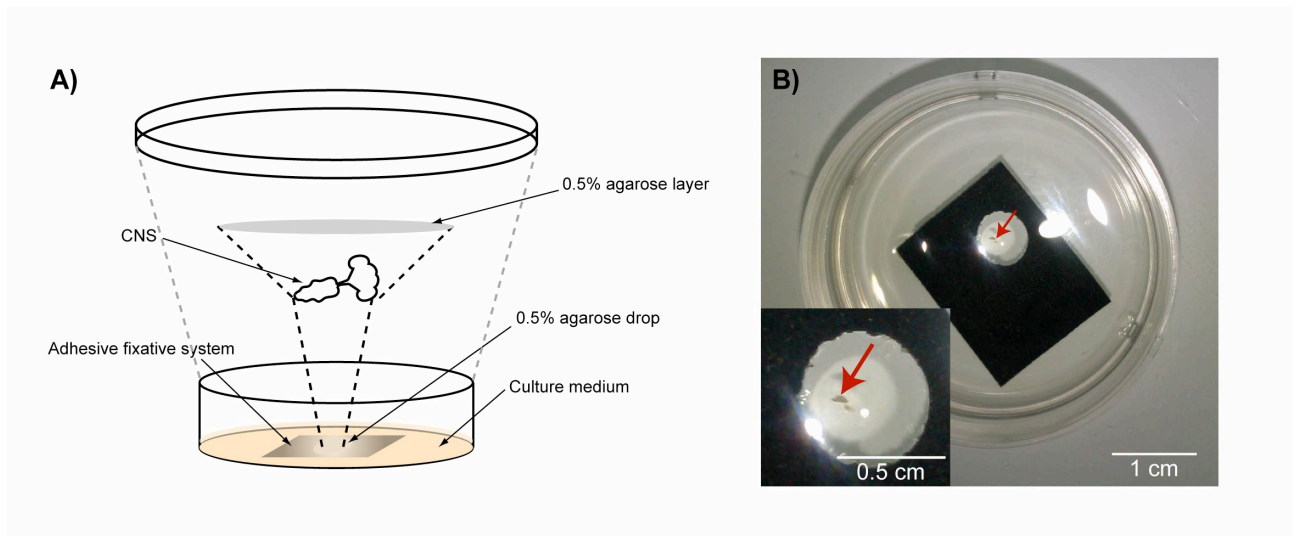 A)
0.5% agarose layer
CNS
0.5% agarose drop
Adhesive fixative system
Culture medium
B)
0.5 cm
1 cm